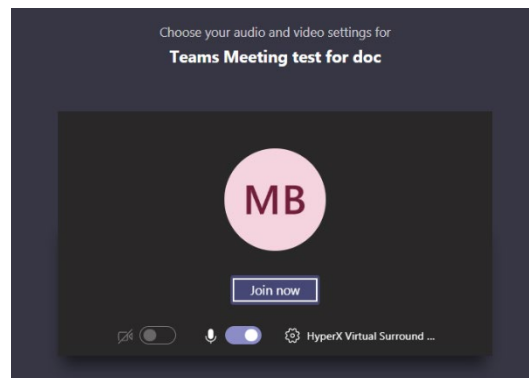 Choose your audio and video settings for
Teams Meeting test for doc
MB
Join now
HyperX Virtual Surround ...